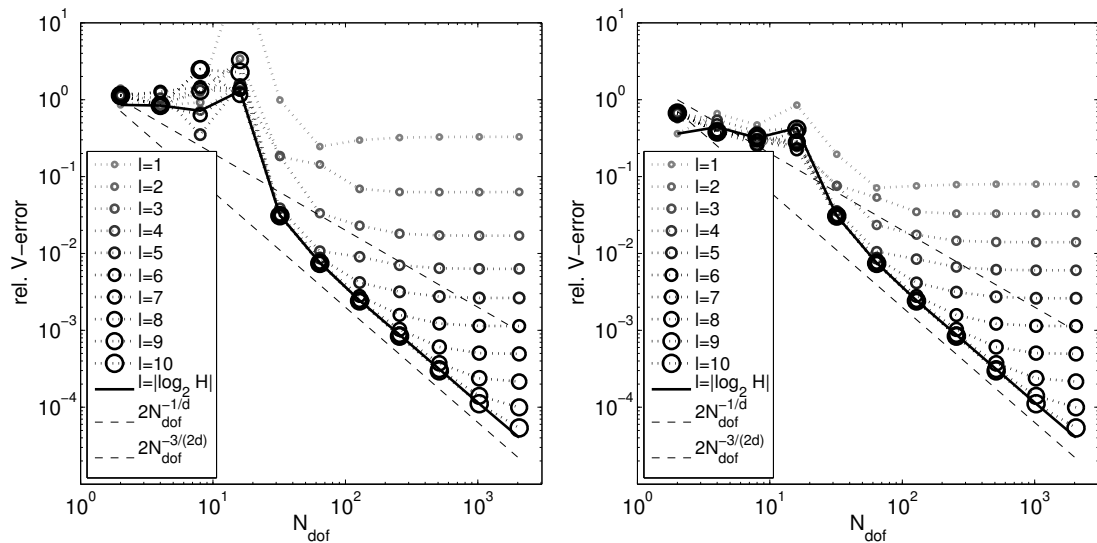 rel. V−error
10^1
10^0
10^−1
10^−2
10^−3
10^−4
l=1
l=2
l=3
l=4
l=5
l=6
l=7
l=8
l=9
l=10
l=|log_2 H|
2N_dof^−1/d
2N_dof^−3/(2d)
10^0
10^1
10^2
10^3
N_dof
rel. V−error
10^1
10^0
10^−1
10^−2
10^−3
10^−4
l=1
l=2
l=3
l=4
l=5
l=6
l=7
l=8
l=9
l=10
l=|log_2 H|
2N_dof^−1/d
2N_dof^−3/(2d)
10^0
10^1
10^2
10^3
N_dof